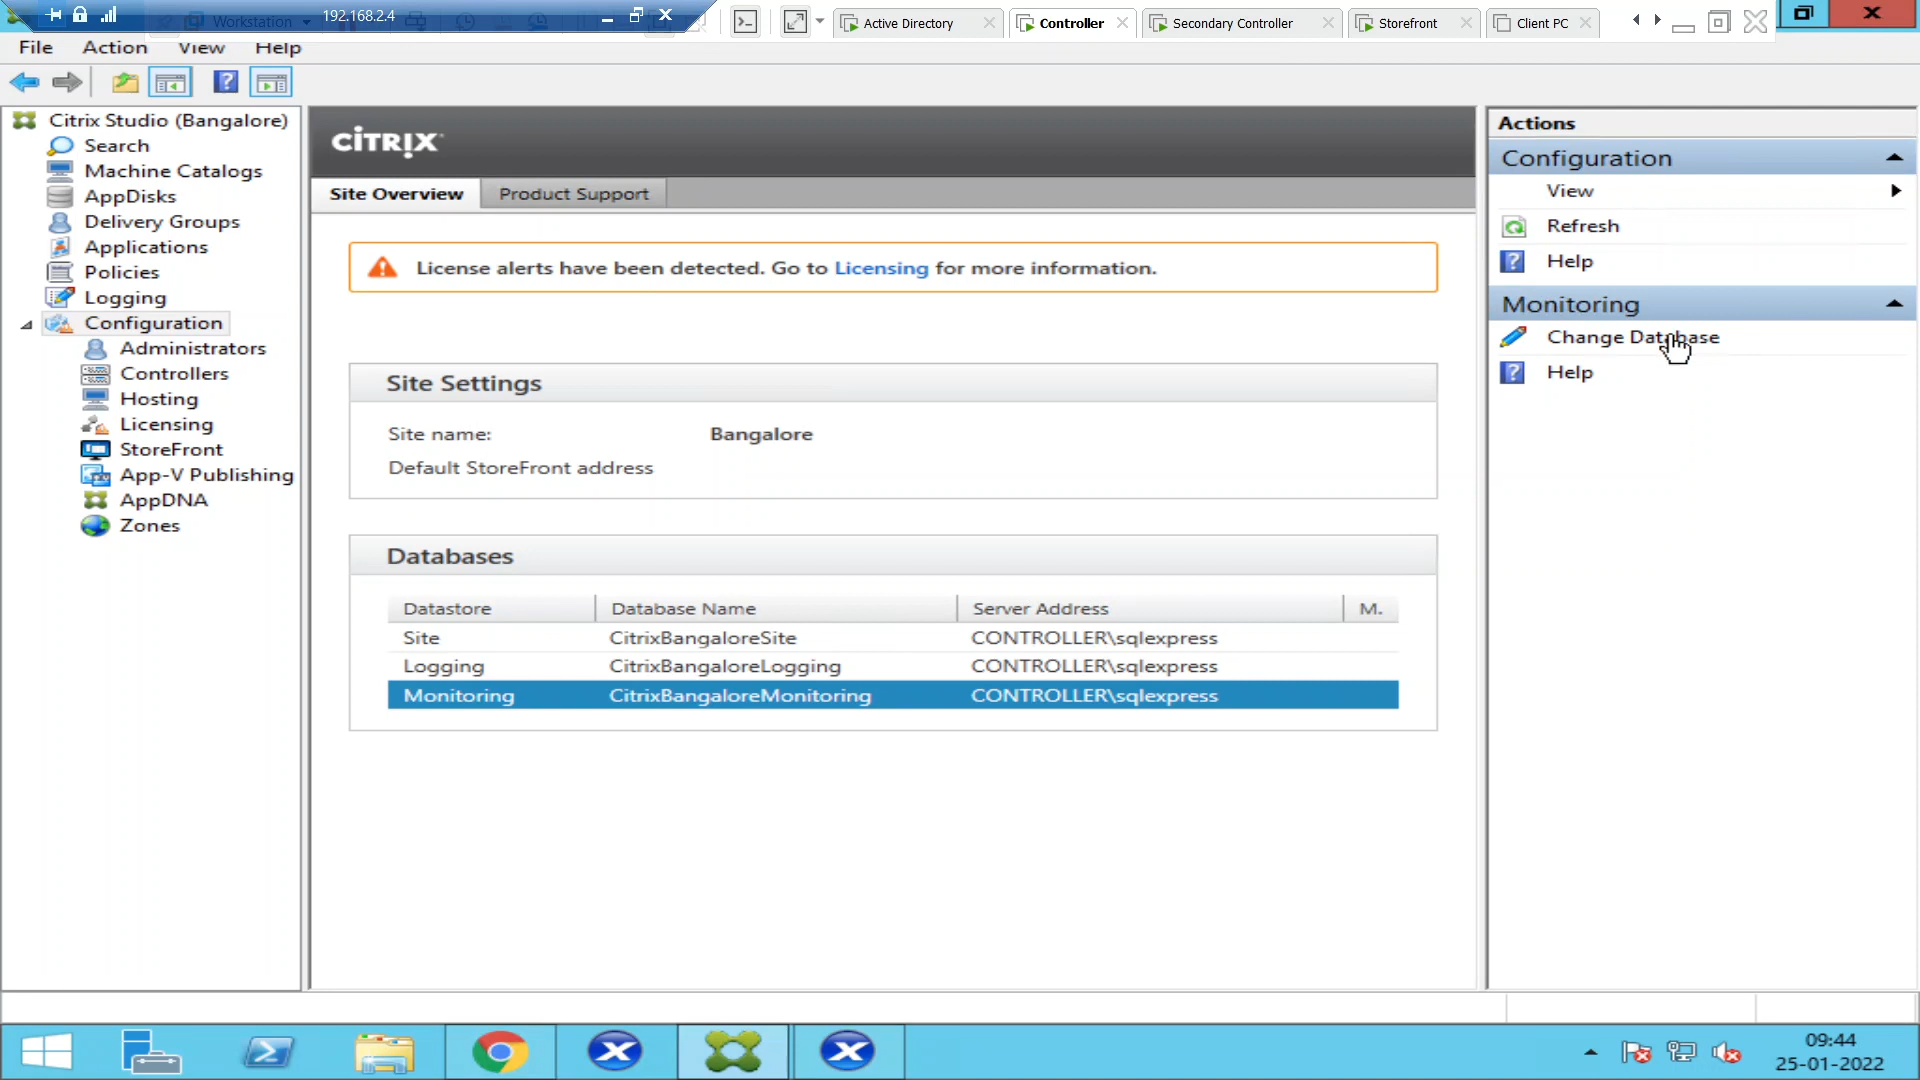 Workstation
192.168.2.4
Active Directory
Controller
Secondary Controller
Storefront
Client PC
File Action View Help
Citrix Studio (Bangalore)
Search
Machine Catalogs
AppDisks
Delivery Groups
Applications
Policies
Logging
Configuration
Administrators
Controllers
Hosting
Licensing
StoreFront
App-V Publishing
AppDNA
Zones
CITRIX
Site Overview Product Support
License alerts have been detected. Go to Licensing for more information.
Site Settings
Site name: Bangalore
Default StoreFront address
Databases
Datastore Database Name Server Address M.
Site CitrixBangaloreSite CONTROLLER\sqlexpress
Logging CitrixBangaloreLogging CONTROLLER\sqlexpress
Monitoring CitrixBangaloreMonitoring CONTROLLER\sqlexpress
Actions
Configuration
View
Refresh
Help
Monitoring
Change Database
Help
09:44
25-01-2022